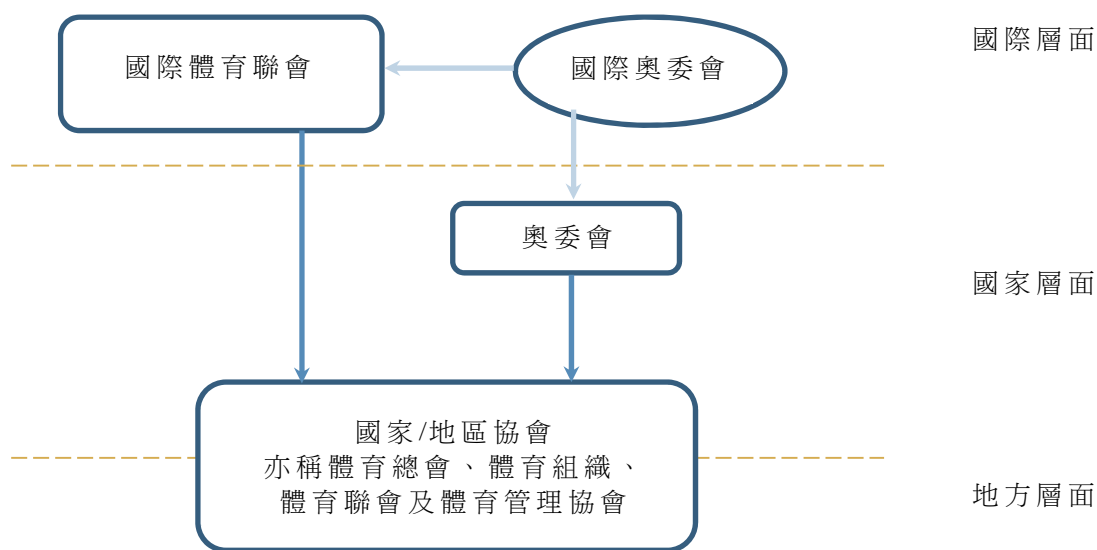 國際層面
國際體育聯會
國際奧委會
奧委會
國家層面
國家/地區協會
亦稱體育總會、體育組織、
體育聯會及體育管理協會
地方層面